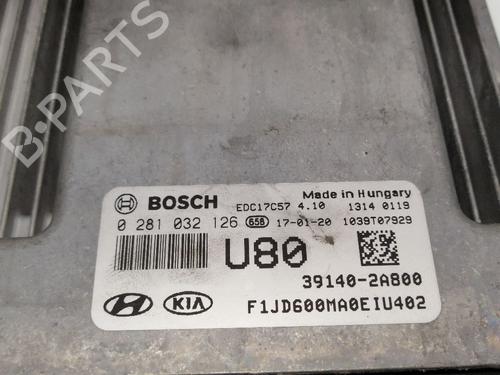 B-PARTS
BOSCH EDC17C57 4.10 Made in Hungary 1314 0119
0 281 032 126 658 17-01-20 1039T07929
U80
39140-2A800
KIA F1JD600MA0EIU402